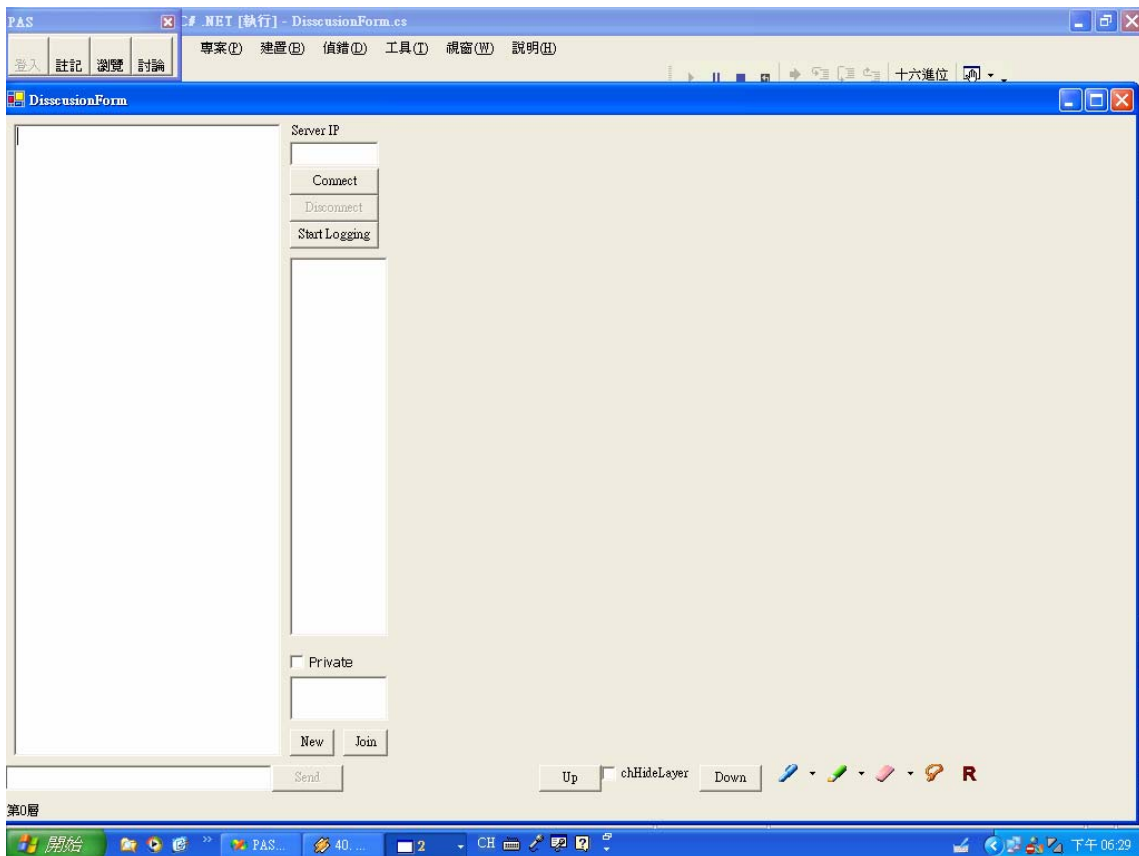 PAS
C# .NET [執行] - DisscusionForm.cs
登入 註記 瀏覽 討論
專案(P) 建置(B) 偵錯(D) 工具(T) 視窗(W) 說明(H)
十六進位
DisscusionForm
Server IP
Connect
Disconnect
Start Logging
Private
New Join
Send
Up chHideLayer Down R
第0層
開始 PAS... 40. ... 2 CH 下午 06:29